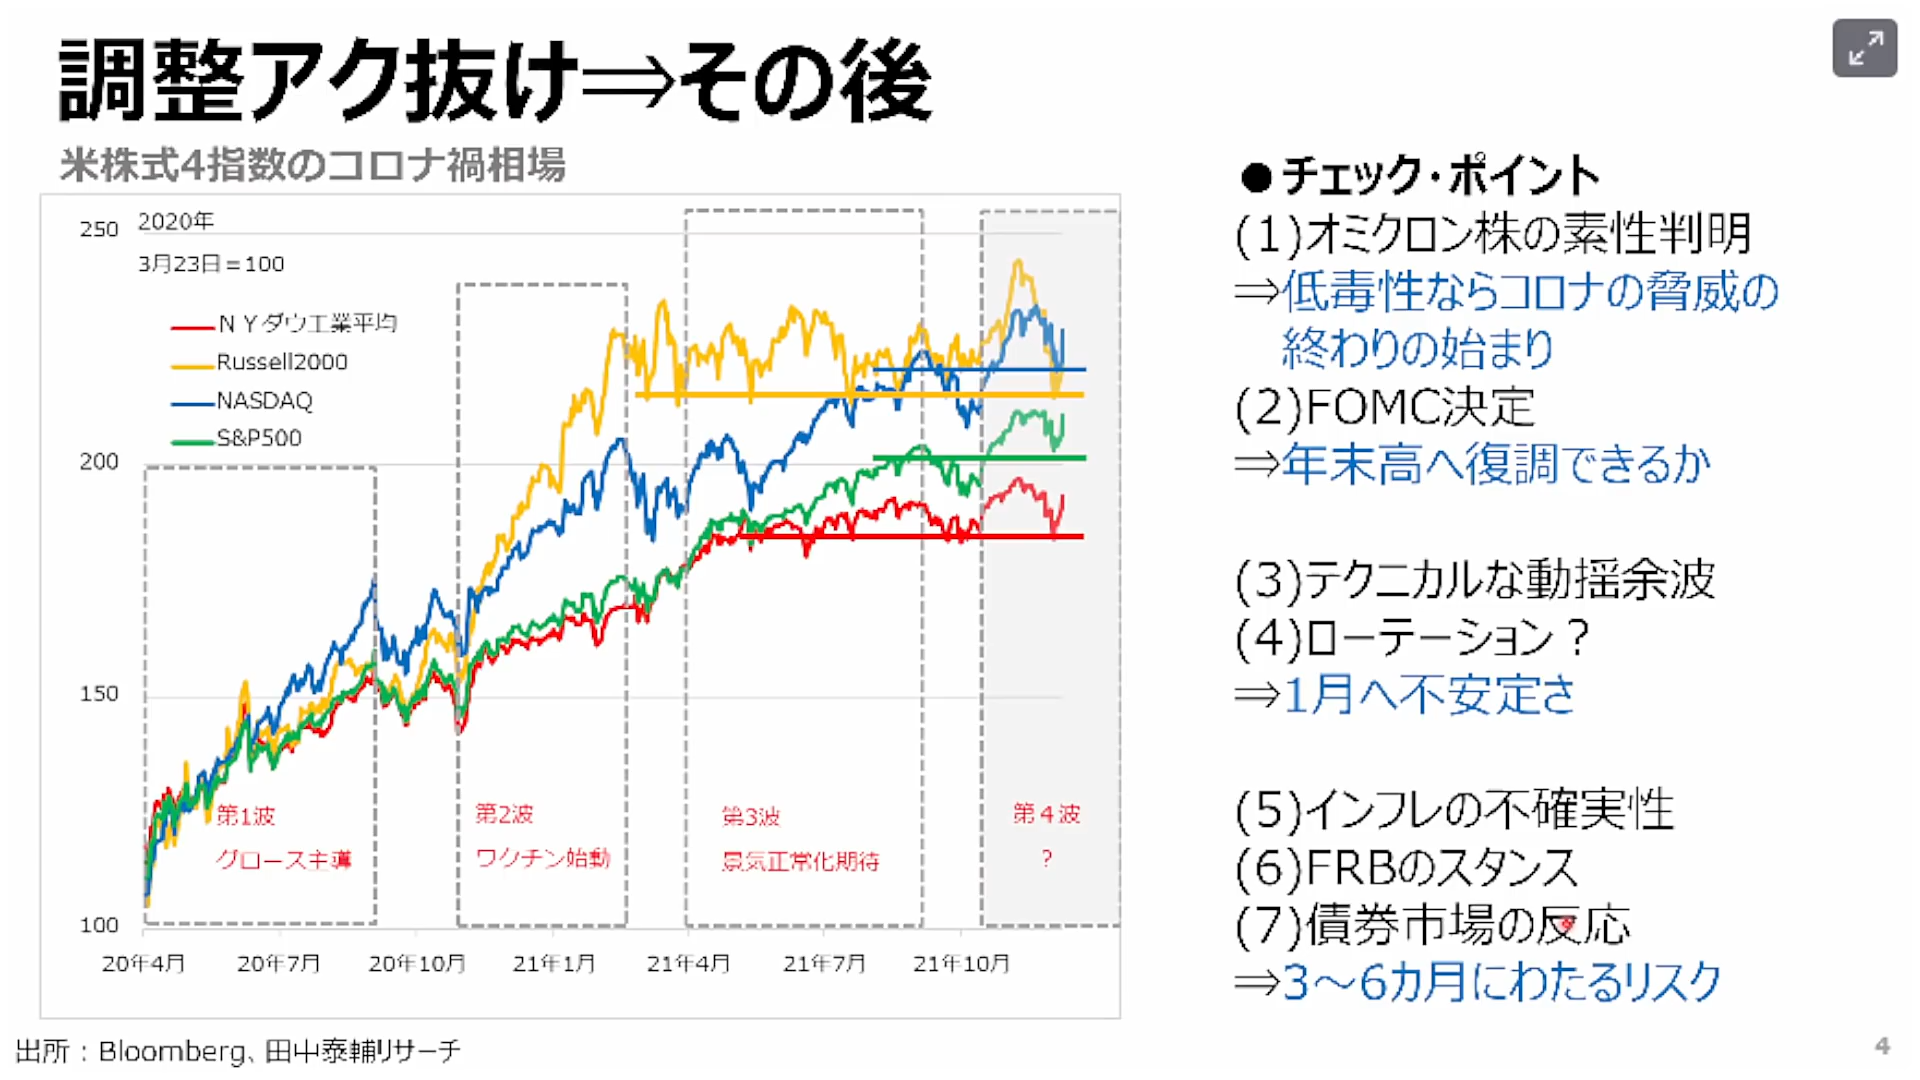 調整アク抜け⇒その後
米株式4指数のコロナ禍相場
250
2020年
3月23日＝100
ＮＹダウ工業平均
Russell2000
NASDAQ
S&P500
200
150
100
第1波
グロース主導
第2波
ワクチン始動
第3波
景気正常化期待
第４波
？
20年4月
20年7月
20年10月
21年1月
21年4月
21年7月
21年10月
出所：Bloomberg、田中泰輔リサーチ
●チェック・ポイント
(1)オミクロン株の素性判明
⇒低毒性ならコロナの脅威の
終わりの始まり
(2)FOMC決定
⇒年末高へ復調できるか
(3)テクニカルな動揺余波
(4)ローテーション？
⇒1月へ不安定さ
(5)インフレの不確実性
(6)FRBのスタンス
(7)債券市場の反応
⇒3～6カ月にわたるリスク
4